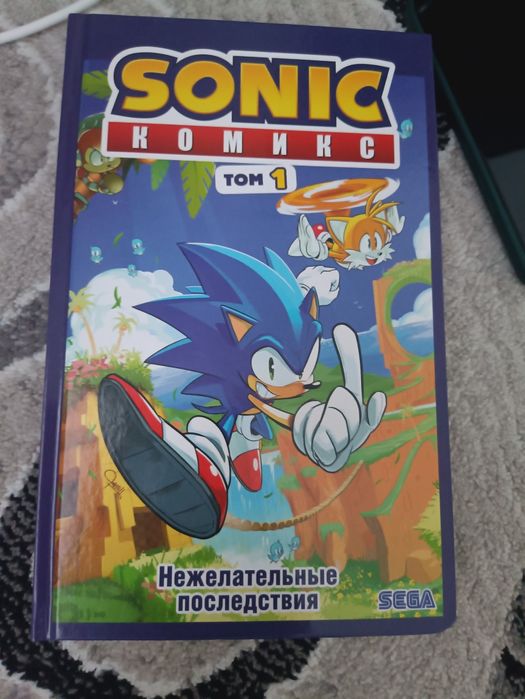 SONIC
КОМИКС
ТОМ 1
Нежелательные
последствия
SEGA